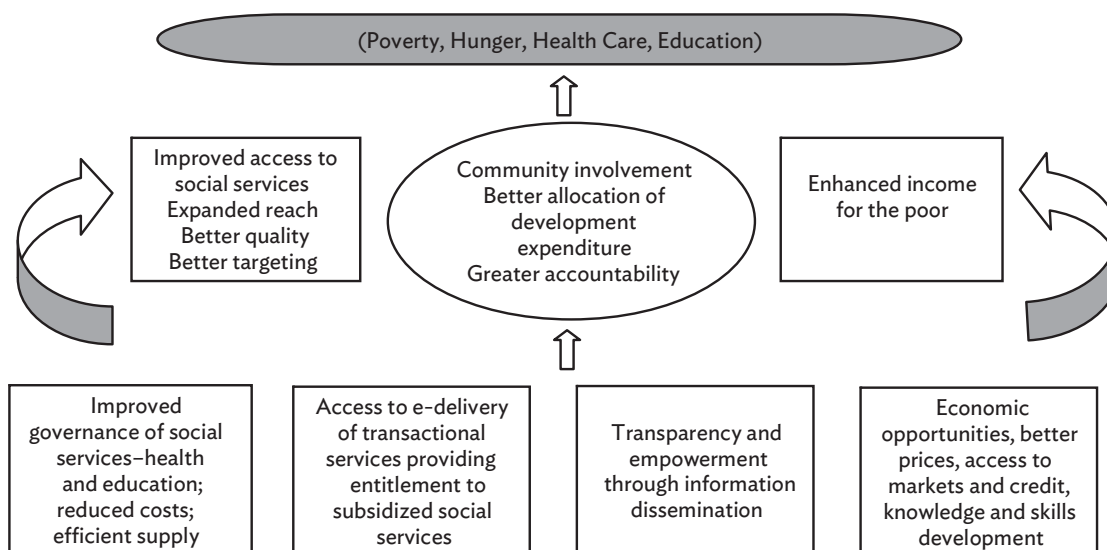 (Poverty, Hunger, Health Care, Education)
Improved access to
social services
Expanded reach
Better quality
Better targeting
Community involvement
Better allocation of
development
expenditure
Greater accountability
Enhanced income
for the poor
Improved
governance of social
services–health
and education;
reduced costs;
efficient supply
Access to e-delivery
of transactional
services providing
entitlement to
subsidized social
services
Transparency and
empowerment
through information
dissemination
Economic
opportunities, better
prices, access to
markets and credit,
knowledge and skills
development